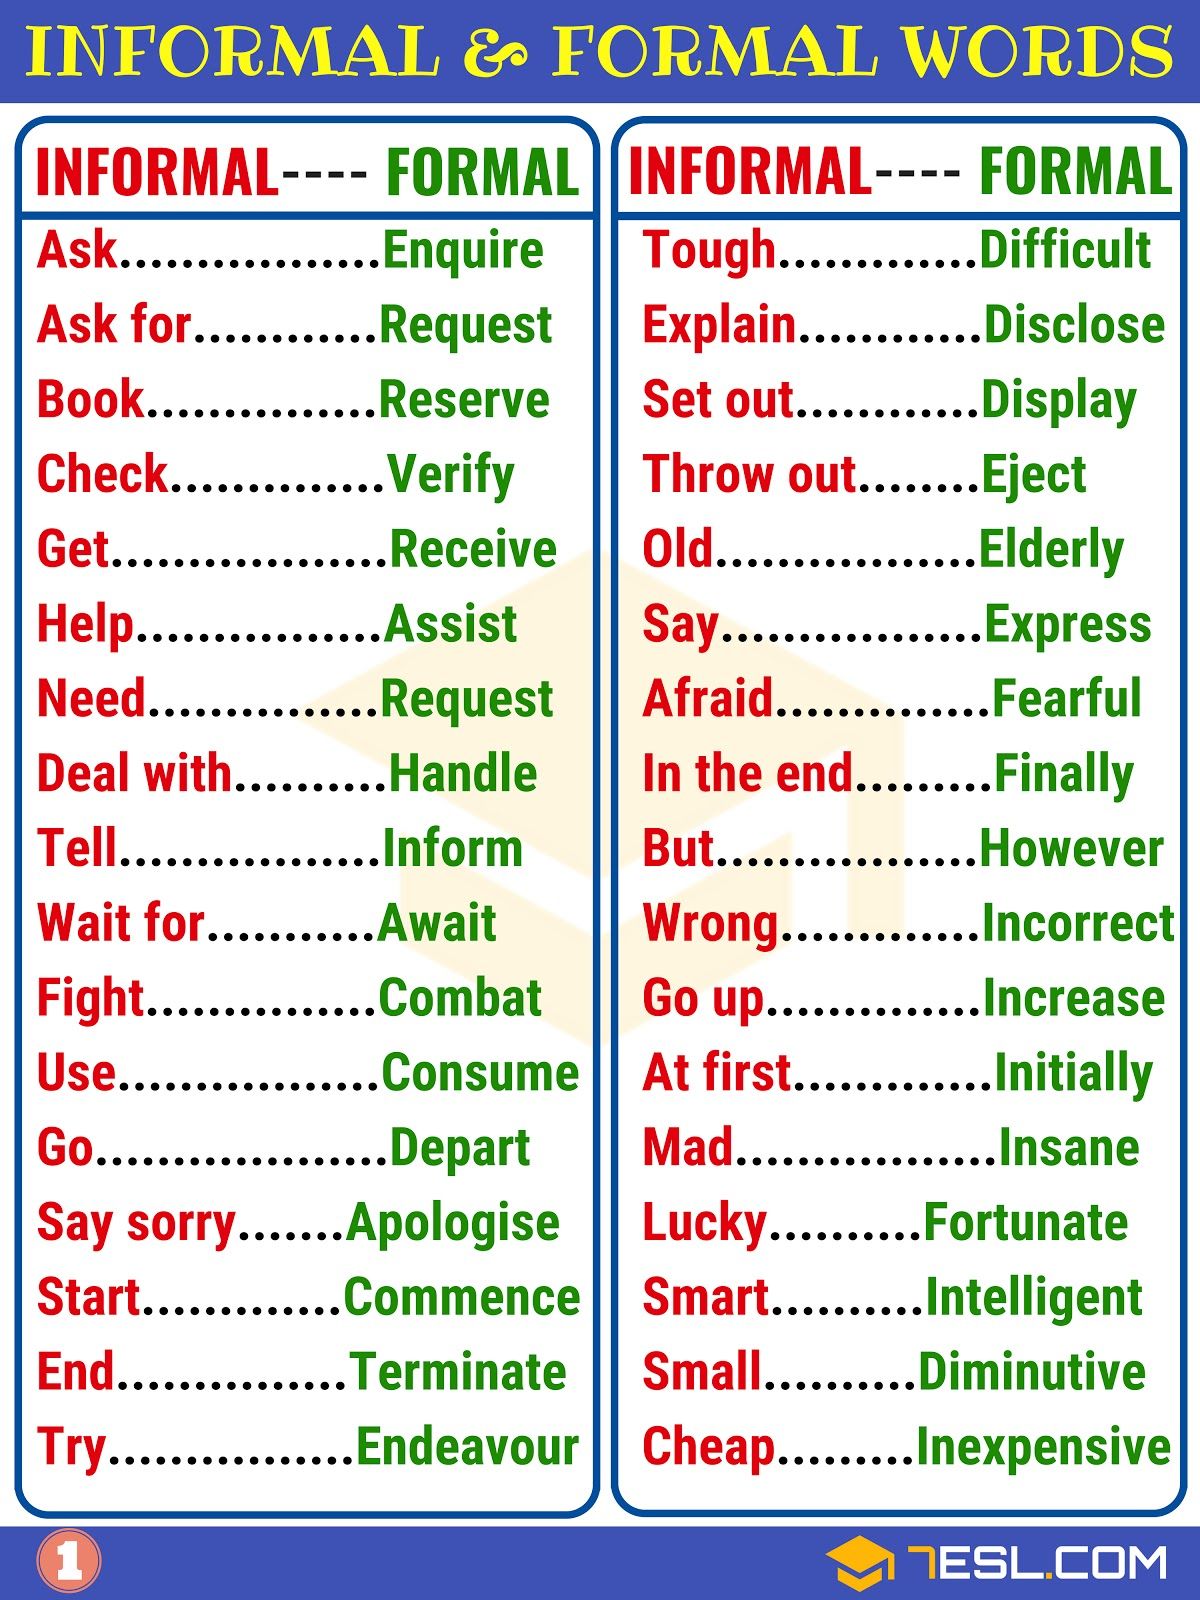 INFORMAL & FORMAL WORDS
INFORMAL---- FORMAL
Ask.................Enquire
Ask for............Request
Book...............Reserve
Check..............Verify
Get..................Receive
Help................Assist
Need...............Request
Deal with..........Handle
Tell.................Inform
Wait for...........Await
Fight...............Combat
Use.................Consume
Go...................Depart
Say sorry.......Apologise
Start.............Commence
End...............Terminate
Try................Endeavour
INFORMAL---- FORMAL
Tough.............Difficult
Explain............Disclose
Set out............Display
Throw out........Eject
Old.................Elderly
Say.................Express
Afraid..............Fearful
In the end.........Finally
But.................However
Wrong.............Incorrect
Go up..............Increase
At first.............Initially
Mad.................Insane
Lucky..........Fortunate
Smart..........Intelligent
Small..........Diminutive
Cheap.........Inexpensive
1
7ESL.COM